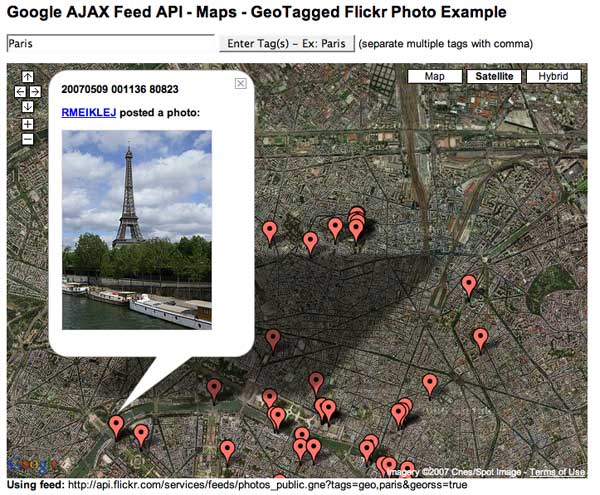 Google AJAX Feed API - Maps - GeoTagged Flickr Photo Example
Paris Enter Tag(s) - Ex: Paris (separate multiple tags with comma)
Map Satellite Hybrid
20070509 001136 80823
RMEIKLEJ posted a photo:
Google
Imagery ©2007 Cnes/Spot Image - Terms of Use
Using feed: http://api.flickr.com/services/feeds/photos_public.gne?tags=geo,paris&georss=true